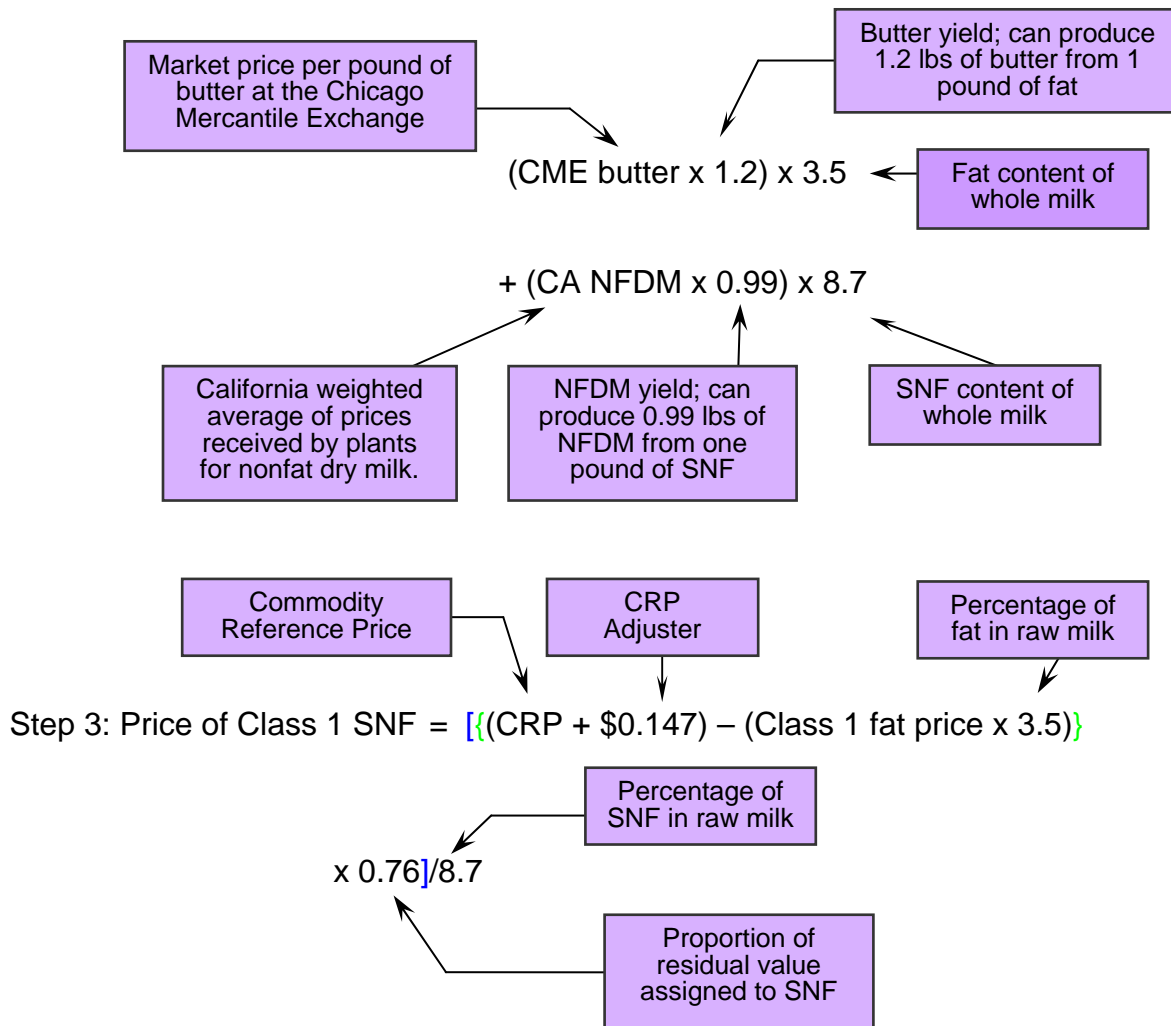 Market price per pound of
butter at the Chicago
Mercantile Exchange
Butter yield; can produce
1.2 lbs of butter from 1
pound of fat
(CME butter x 1.2) x 3.5
Fat content of
whole milk
+ (CA NFDM x 0.99) x 8.7
California weighted
average of prices
received by plants
for nonfat dry milk.
NFDM yield; can
produce 0.99 lbs of
NFDM from one
pound of SNF
SNF content of
whole milk
Commodity
Reference Price
CRP
Adjuster
Percentage of
fat in raw milk
Step 3: Price of Class 1 SNF = [{(CRP + $0.147) – (Class 1 fat price x 3.5)}
Percentage of
SNF in raw milk
x 0.76]/8.7
Proportion of
residual value
assigned to SNF